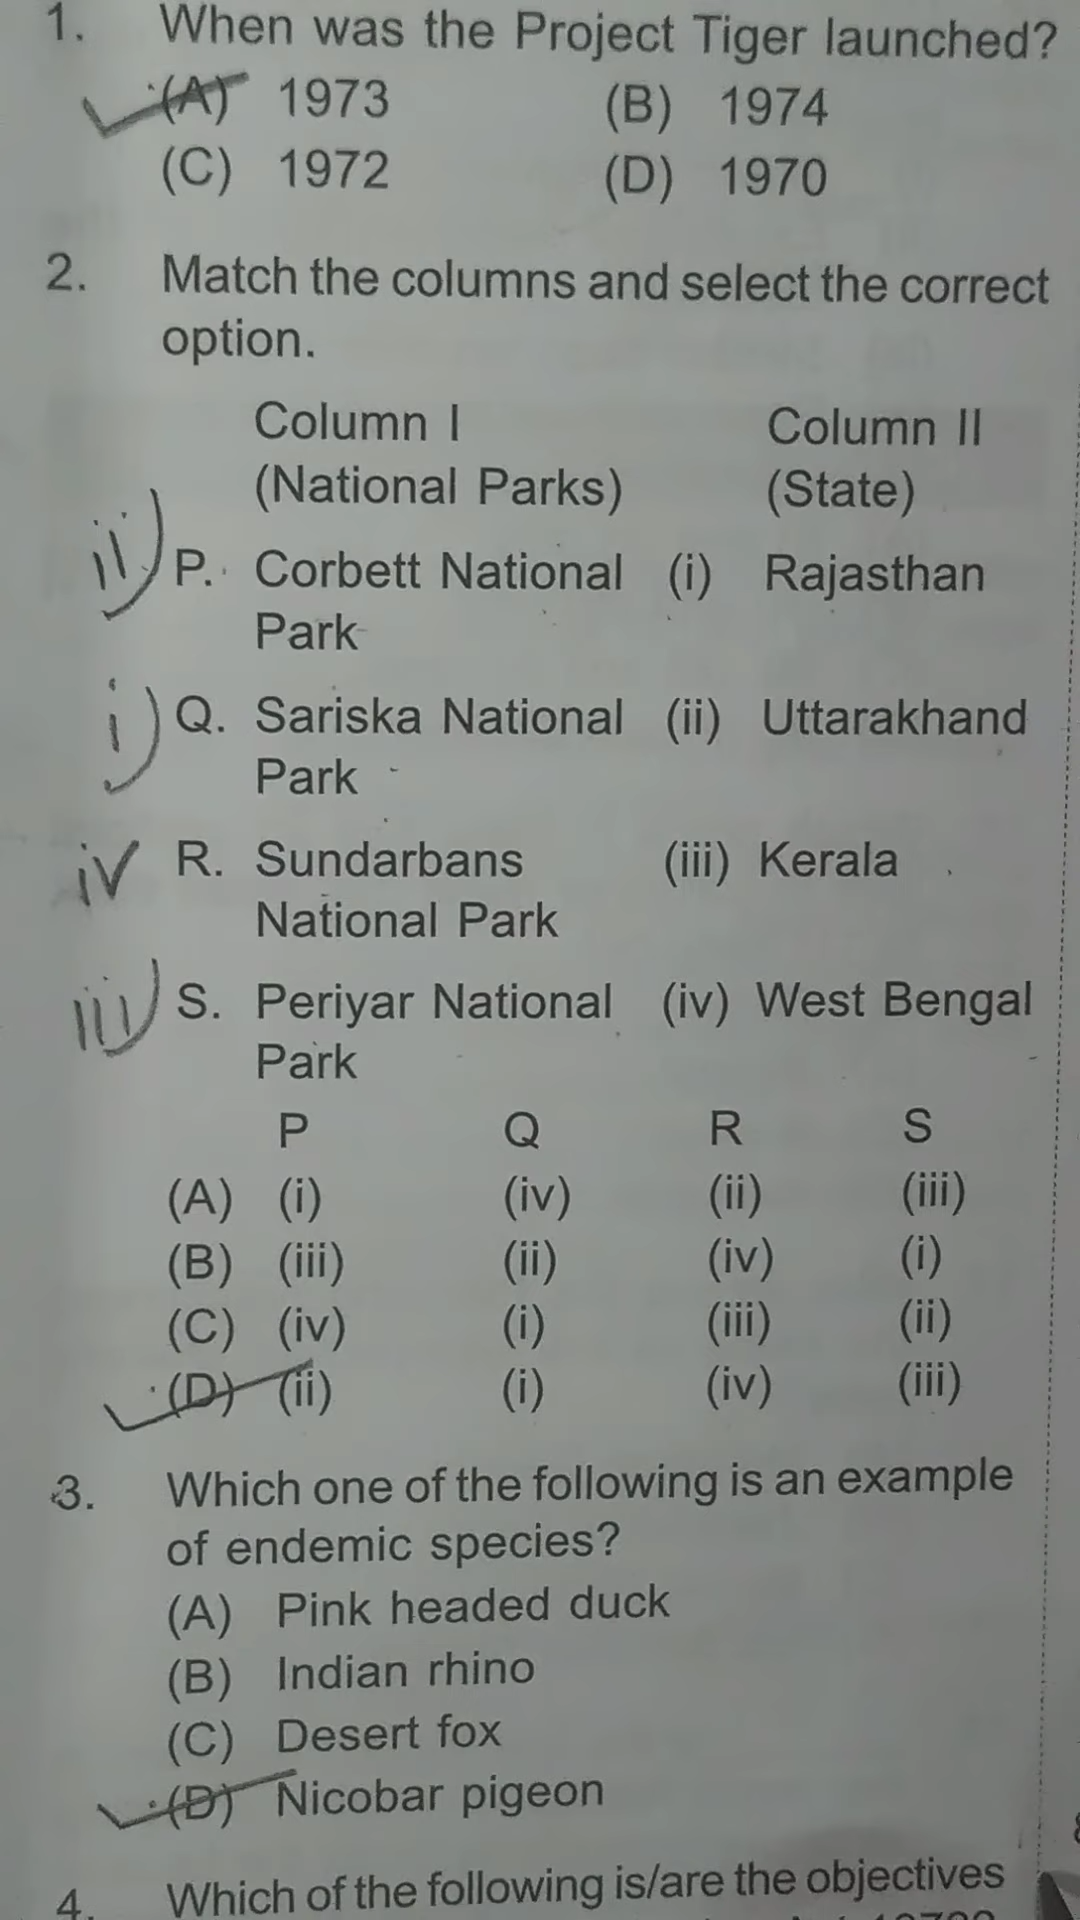 1. When was the Project Tiger launched?
(A) 1973 (B) 1974
(C) 1972 (D) 1970
2. Match the columns and select the correct
option.
Column I Column II
(National Parks) (State)
ii) P. Corbett National (i) Rajasthan
Park
i) Q. Sariska National (ii) Uttarakhand
Park
iv R. Sundarbans (iii) Kerala
National Park
iii) S. Periyar National (iv) West Bengal
Park
P Q R S
(A) (i) (iv) (ii) (iii)
(B) (iii) (ii) (iv) (i)
(C) (iv) (i) (iii) (ii)
(D) (ii) (i) (iv) (iii)
3. Which one of the following is an example
of endemic species?
(A) Pink headed duck
(B) Indian rhino
(C) Desert fox
(D) Nicobar pigeon
4. Which of the following is/are the objectives